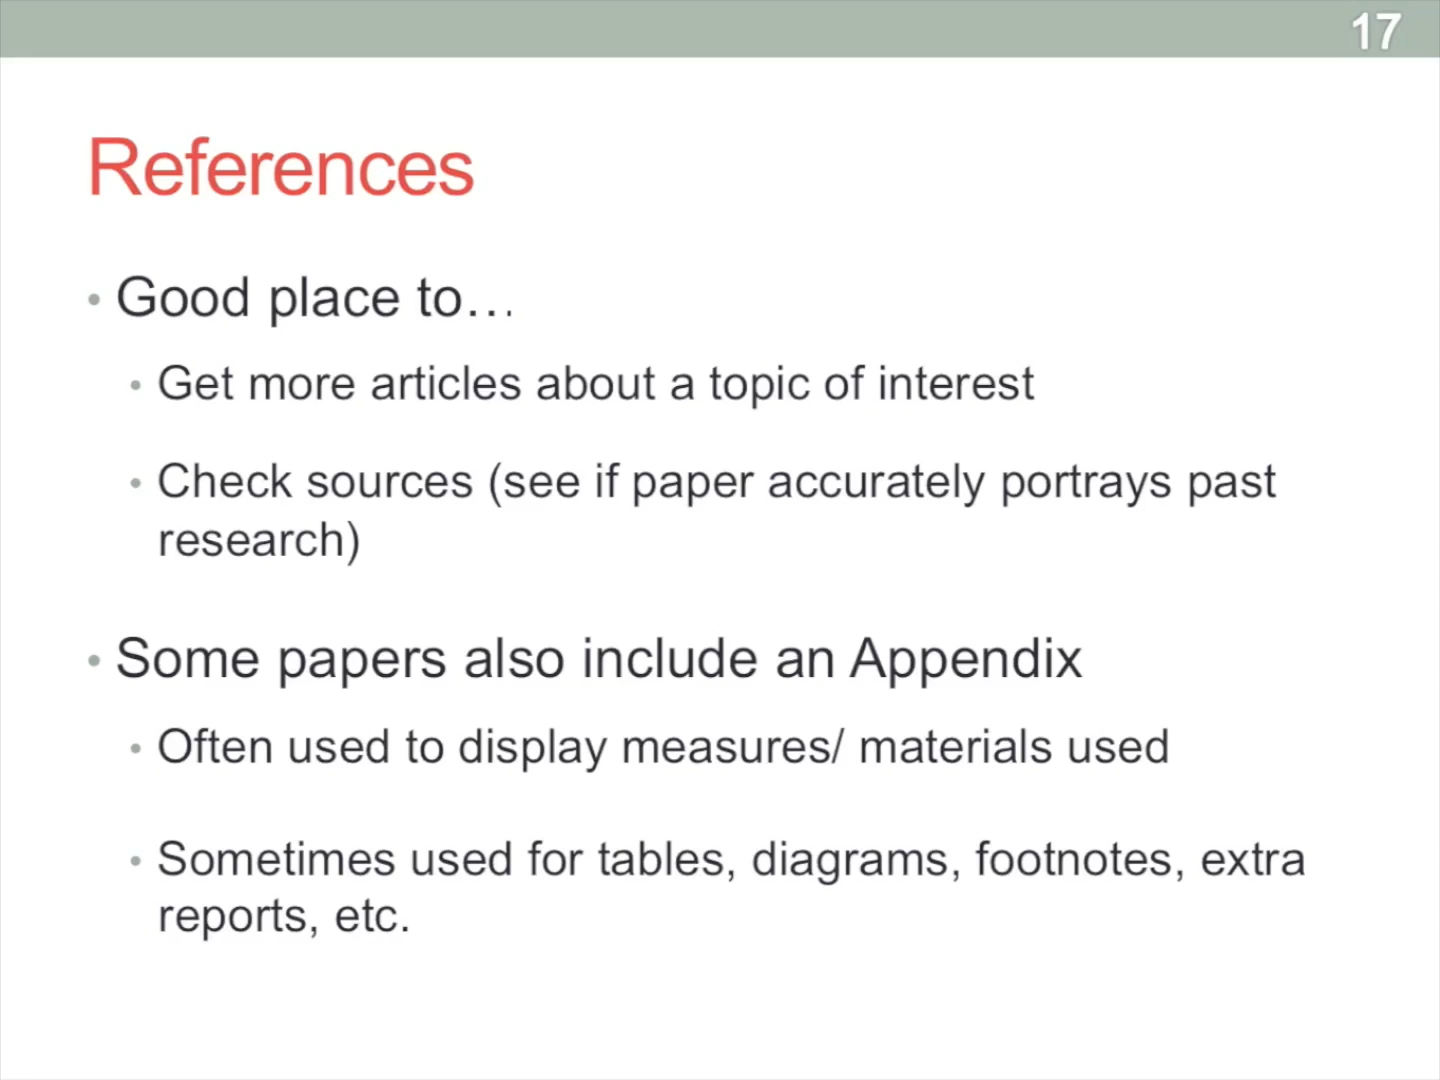 17
References
• Good place to…
• Get more articles about a topic of interest
• Check sources (see if paper accurately portrays past
research)
• Some papers also include an Appendix
• Often used to display measures/ materials used
• Sometimes used for tables, diagrams, footnotes, extra
reports, etc.